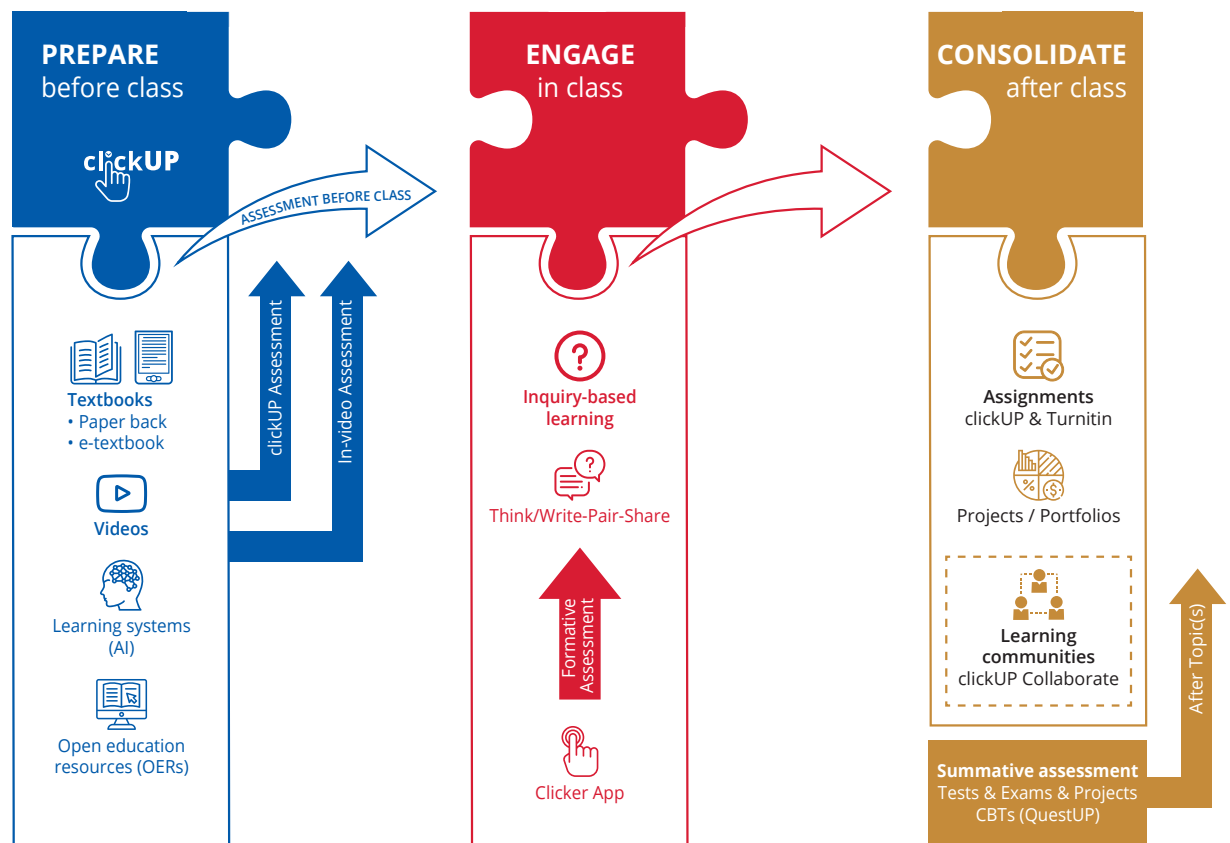 PREPARE
before class
clickUP
ASSESSMENT BEFORE CLASS
clickUP Assessment
In-video Assessment
Textbooks
• Paper back
• e-textbook
Videos
Learning systems
(AI)
Open education
resources (OERs)
ENGAGE
in class
?
Inquiry-based
learning
?
Think/Write-Pair-Share
Formative
Assessment
Clicker App
CONSOLIDATE
after class
Assignments
clickUP & Turnitin
%
$
Projects / Portfolios
Learning
communities
clickUP Collaborate
After Topic(s)
Summative assessment
Tests & Exams & Projects
CBTs (QuestUP)